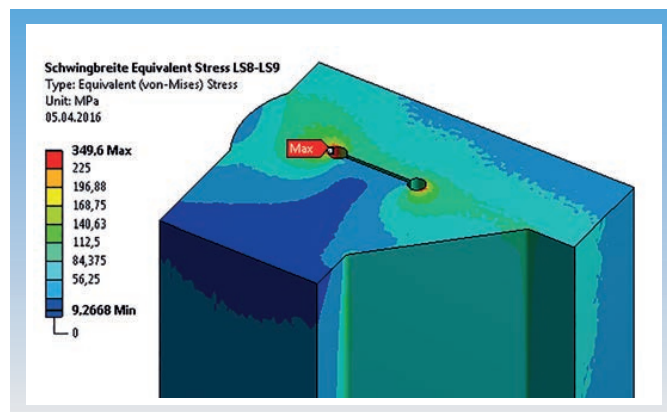 Schwingbreite Equivalent Stress LS8-LS9
Type: Equivalent (von-Mises) Stress
Unit: MPa
05.04.2016
349,6 Max
225
196,88
168,75
140,63
112,5
84,375
56,25
9.2668 Min
0
Max